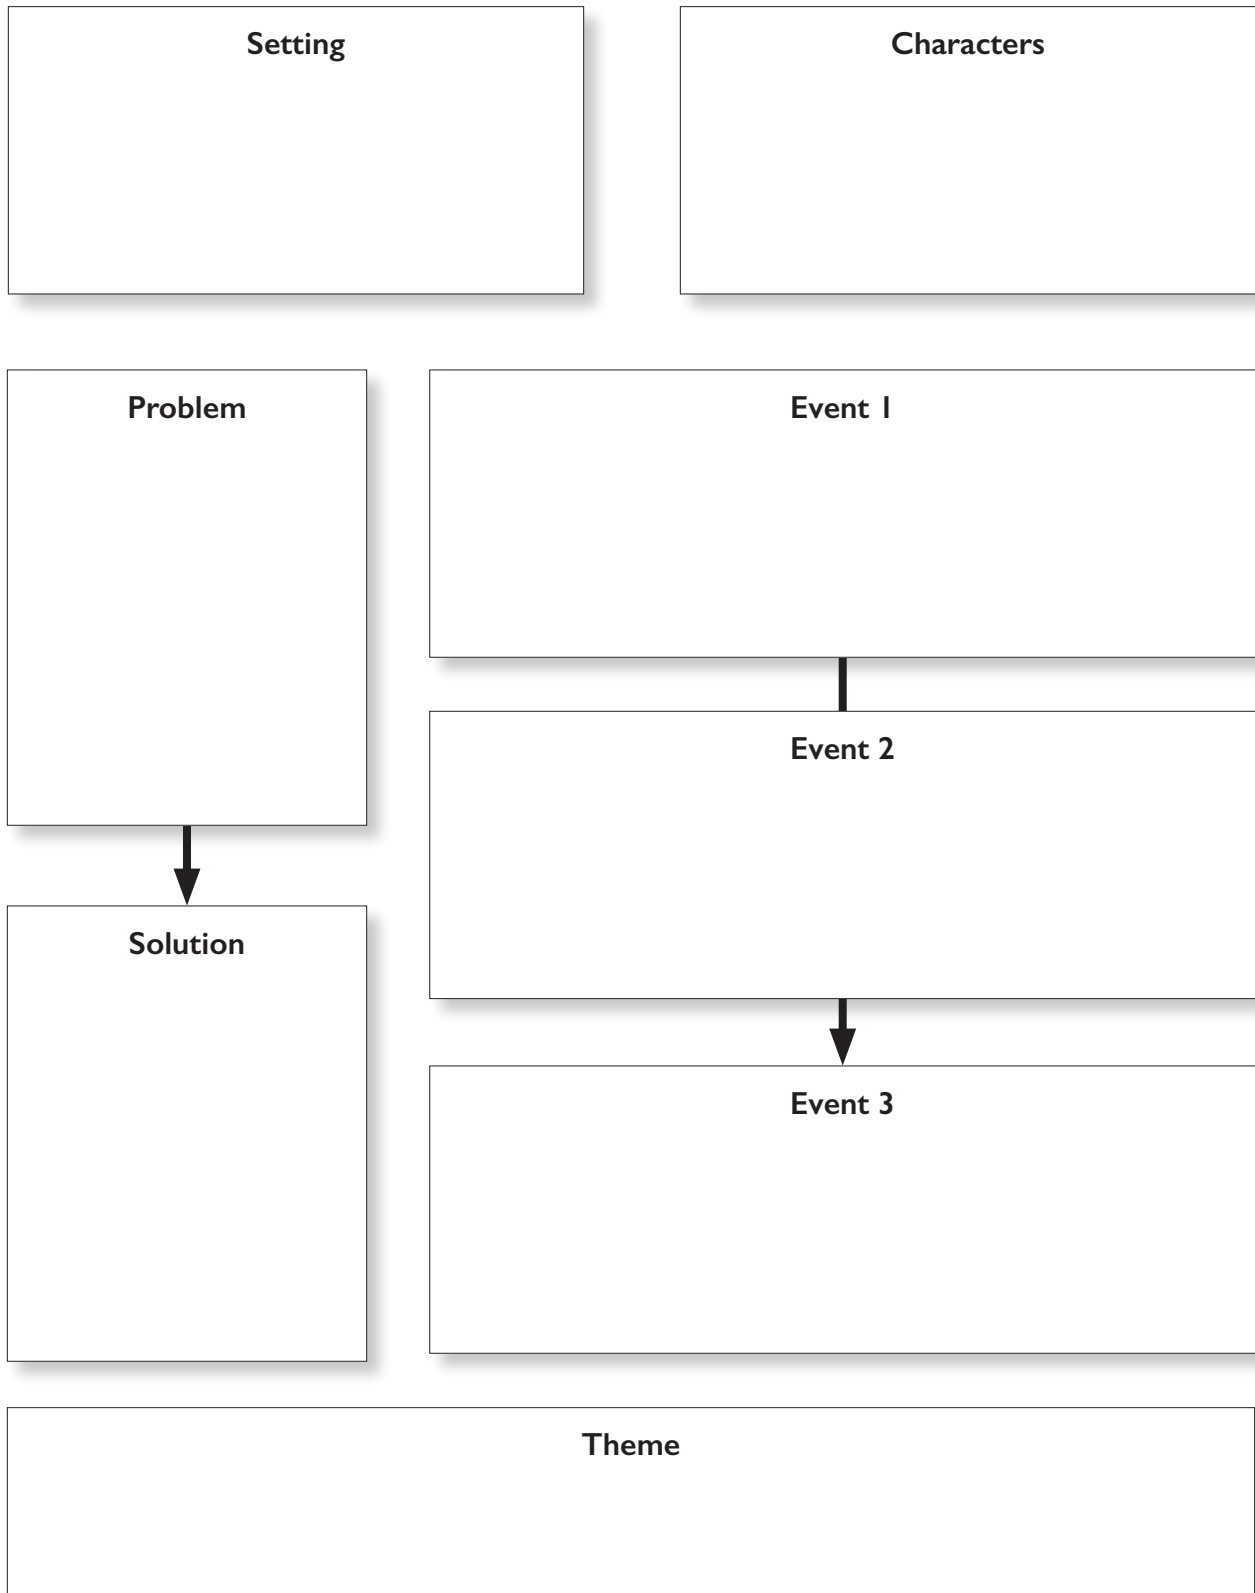 Setting
Characters
Problem
Event 1
Event 2
Solution
Event 3
Theme